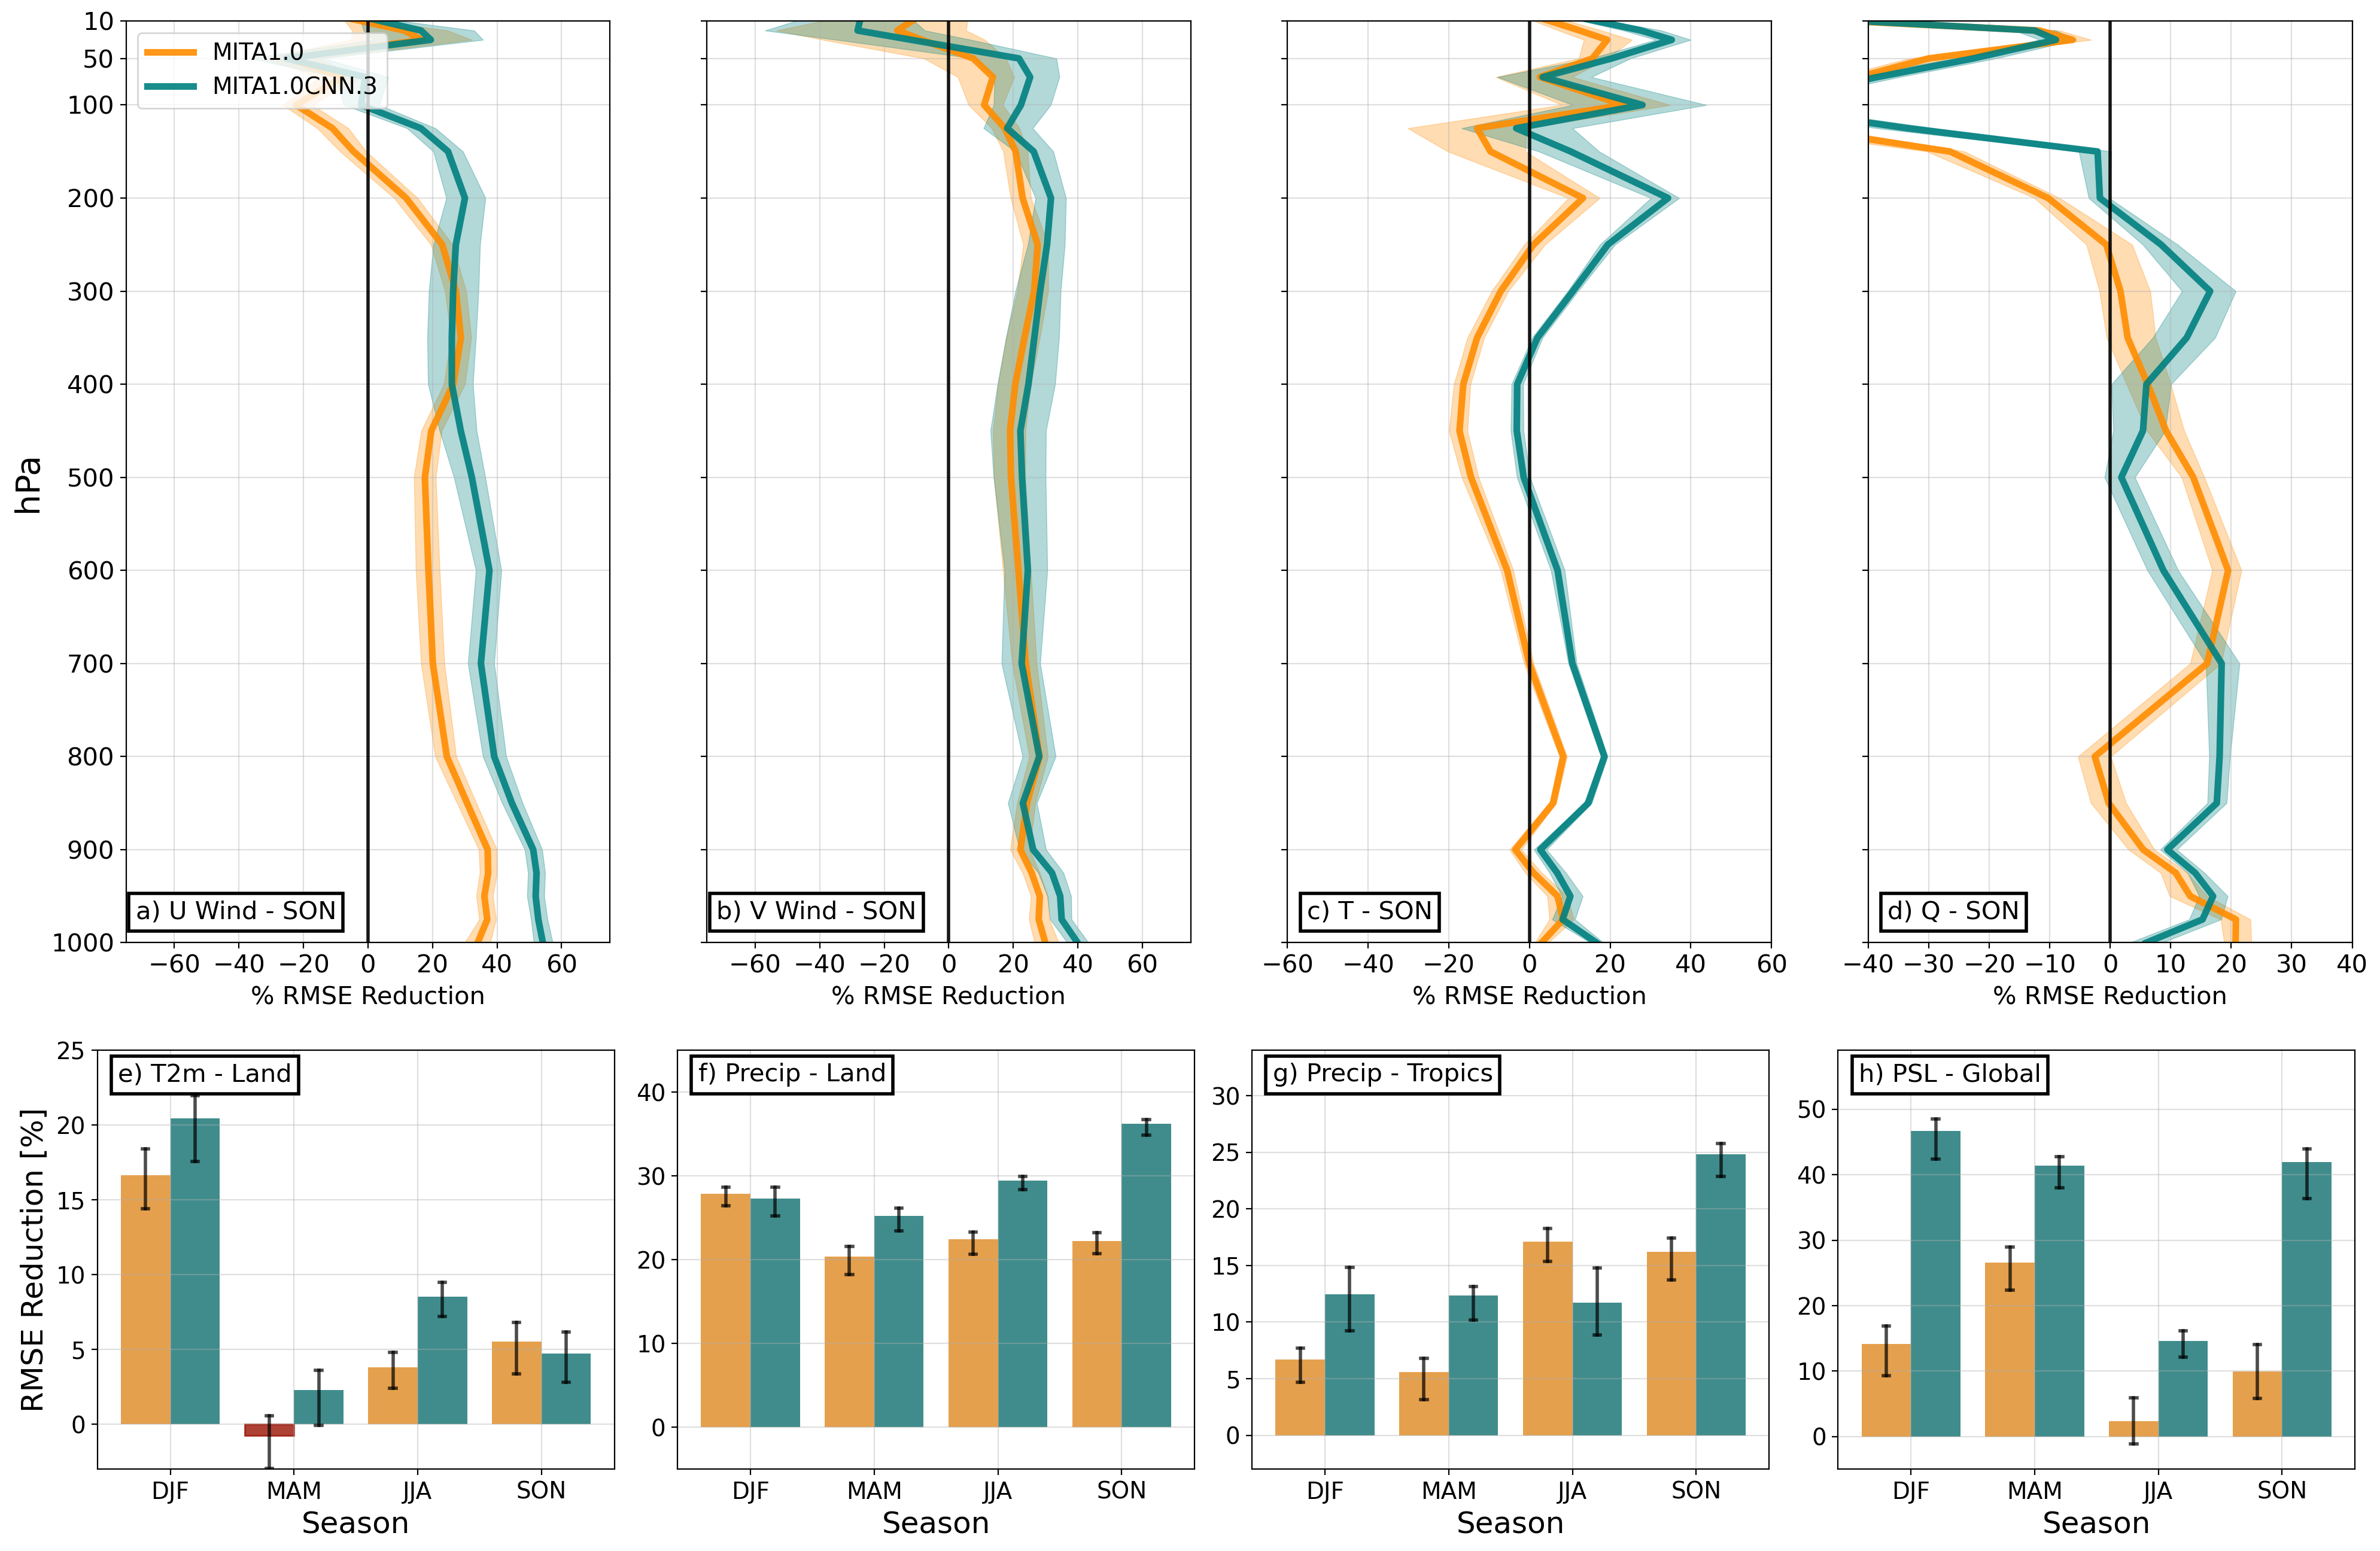 MITA1.0
MITA1.0CNN.3
hPa
10
50
100
200
300
400
500
600
700
800
900
1000
a) U Wind - SON
b) V Wind - SON
c) T - SON
d) Q - SON
−60 −40 −20 0 20 40 60
−60 −40 −20 0 20 40 60
−60 −40 −20 0 20 40 60
−40 −30 −20 −10 0 10 20 30 40
% RMSE Reduction
% RMSE Reduction
% RMSE Reduction
% RMSE Reduction
RMSE Reduction [%]
e) T2m - Land
25
20
15
10
5
0
DJF MAM JJA SON
Season
f) Precip - Land
40
30
20
10
0
DJF MAM JJA SON
Season
g) Precip - Tropics
30
25
20
15
10
5
0
DJF MAM JJA SON
Season
h) PSL - Global
50
40
30
20
10
0
DJF MAM JJA SON
Season